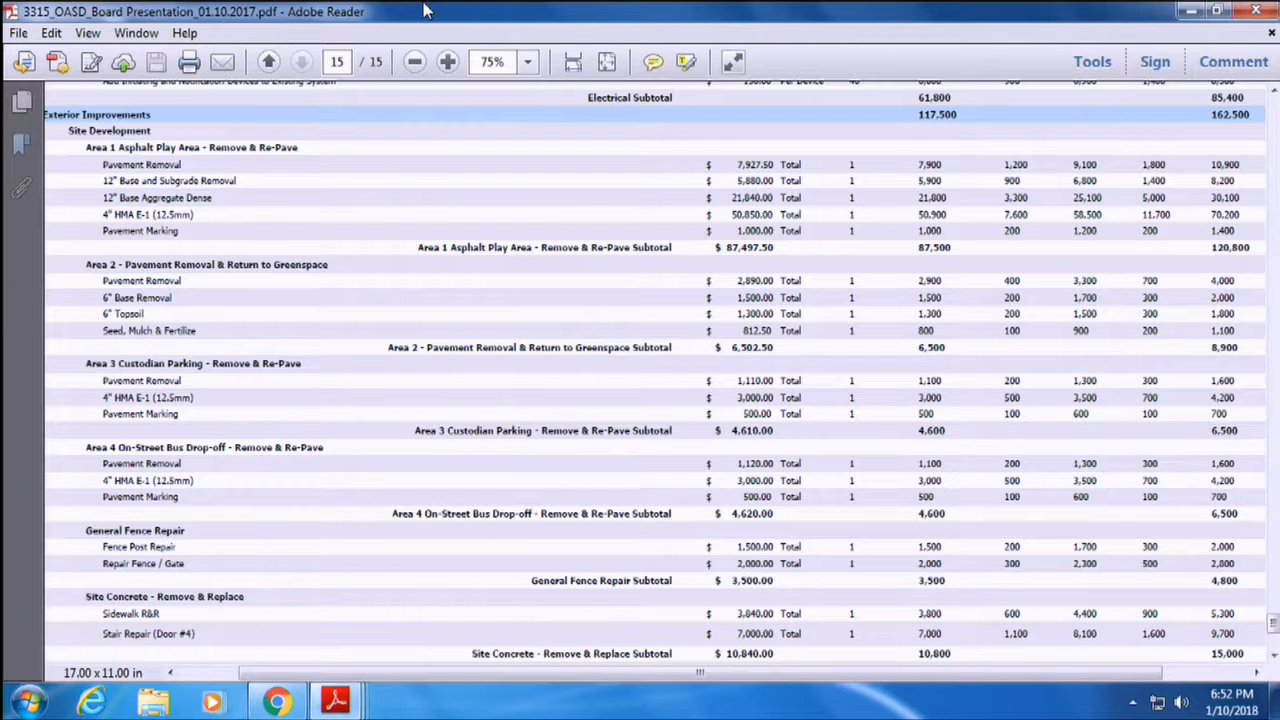 3315_OASD_Board Presentation_01.10.2017.pdf - Adobe Reader
File Edit View Window Help
15 / 15 75% Tools Sign Comment
Add Initiating and Notification Devices to Existing System
Electrical Subtotal 61,800 85,400
Exterior Improvements 117,500 162,500
Site Development
Area 1 Asphalt Play Area - Remove & Re-Pave
Pavement Removal $ 7,927.50 Total 1 7,900 1,200 9,100 1,800 10,900
12" Base and Subgrade Removal $ 5,880.00 Total 1 5,900 900 6,800 1,400 8,200
12" Base Aggregate Dense $ 21,840.00 Total 1 21,800 3,300 25,100 5,000 30,100
4" HMA E-1 (12.5mm) $ 50,850.00 Total 1 50,900 7,600 58,500 11,700 70,200
Pavement Marking $ 1,000.00 Total 1 1,000 200 1,200 200 1,400
Area 1 Asphalt Play Area - Remove & Re-Pave Subtotal $ 87,497.50 87,500 120,800
Area 2 - Pavement Removal & Return to Greenspace
Pavement Removal $ 2,890.00 Total 1 2,900 400 3,300 700 4,000
6" Base Removal $ 1,500.00 Total 1 1,500 200 1,700 300 2,000
6" Topsoil $ 1,300.00 Total 1 1,300 200 1,500 300 1,800
Seed, Mulch & Fertilize $ 812.50 Total 1 800 100 900 200 1,100
Area 2 - Pavement Removal & Return to Greenspace Subtotal $ 6,502.50 6,500 8,900
Area 3 Custodian Parking - Remove & Re-Pave
Pavement Removal $ 1,110.00 Total 1 1,100 200 1,300 300 1,600
4" HMA E-1 (12.5mm) $ 3,000.00 Total 1 3,000 500 3,500 700 4,200
Pavement Marking $ 500.00 Total 1 500 100 600 100 700
Area 3 Custodian Parking - Remove & Re-Pave Subtotal $ 4,610.00 4,600 6,500
Area 4 On-Street Bus Drop-off - Remove & Re-Pave
Pavement Removal $ 1,120.00 Total 1 1,100 200 1,300 300 1,600
4" HMA E-1 (12.5mm) $ 3,000.00 Total 1 3,000 500 3,500 700 4,200
Pavement Marking $ 500.00 Total 1 500 100 600 100 700
Area 4 On-Street Bus Drop-off - Remove & Re-Pave Subtotal $ 4,620.00 4,600 6,500
General Fence Repair
Fence Post Repair $ 1,500.00 Total 1 1,500 200 1,700 300 2,000
Repair Fence / Gate $ 2,000.00 Total 1 2,000 300 2,300 500 2,800
General Fence Repair Subtotal $ 3,500.00 3,500 4,800
Site Concrete - Remove & Replace
Sidewalk R&R $ 3,840.00 Total 1 3,800 600 4,400 900 5,300
Stair Repair (Door #4) $ 7,000.00 Total 1 7,000 1,100 8,100 1,600 9,700
Site Concrete - Remove & Replace Subtotal $ 10,840.00 10,800 15,000
17.00 x 11.00 in
6:52 PM
1/10/2018